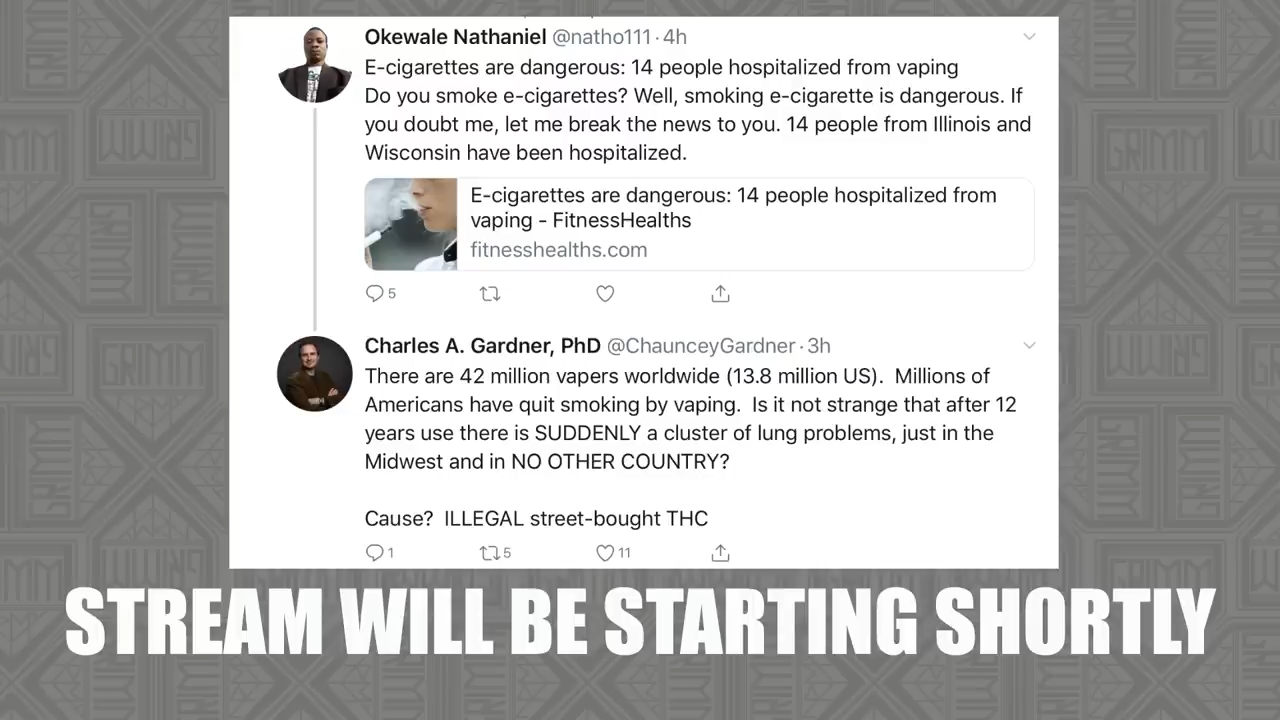 Okewale Nathaniel @natho111 · 4h
E-cigarettes are dangerous: 14 people hospitalized from vaping
Do you smoke e-cigarettes? Well, smoking e-cigarette is dangerous. If
you doubt me, let me break the news to you. 14 people from Illinois and
Wisconsin have been hospitalized.
E-cigarettes are dangerous: 14 people hospitalized from
vaping - FitnessHealths
fitnesshealths.com
5
Charles A. Gardner, PhD @ChaunceyGardner · 3h
There are 42 million vapers worldwide (13.8 million US). Millions of
Americans have quit smoking by vaping. Is it not strange that after 12
years use there is SUDDENLY a cluster of lung problems, just in the
Midwest and in NO OTHER COUNTRY?
Cause? ILLEGAL street-bought THC
1 5 11
STREAM WILL BE STARTING SHORTLY
GRIMM